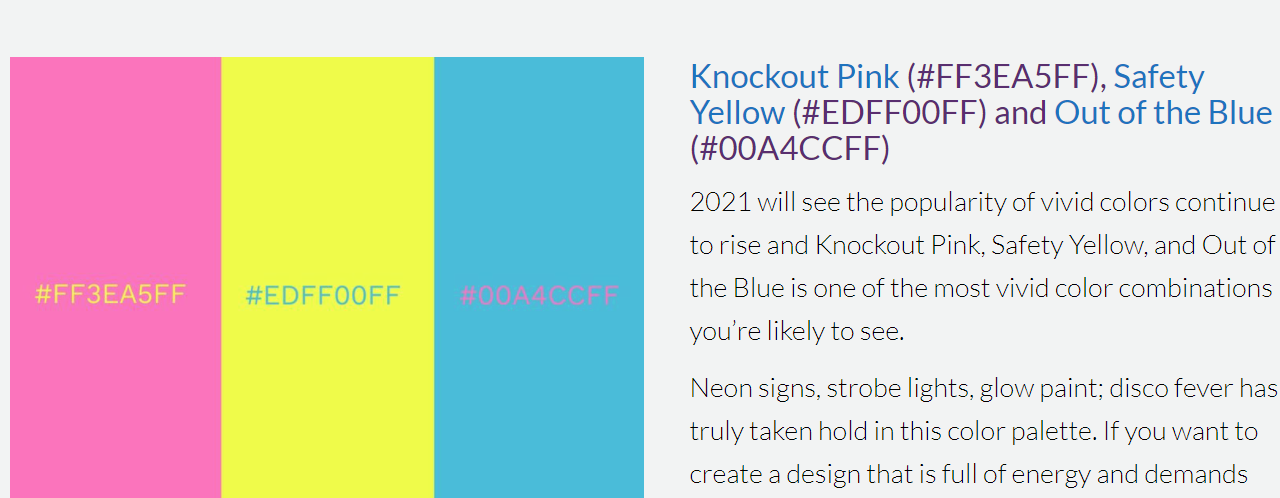 #FF3EA5FF
#EDFF00FF
#00A4CCFF
Knockout Pink (#FF3EA5FF), Safety
Yellow (#EDFF00FF) and Out of the Blue
(#00A4CCFF)
2021 will see the popularity of vivid colors continue
to rise and Knockout Pink, Safety Yellow, and Out of
the Blue is one of the most vivid color combinations
you’re likely to see.
Neon signs, strobe lights, glow paint; disco fever has
truly taken hold in this color palette. If you want to
create a design that is full of energy and demands